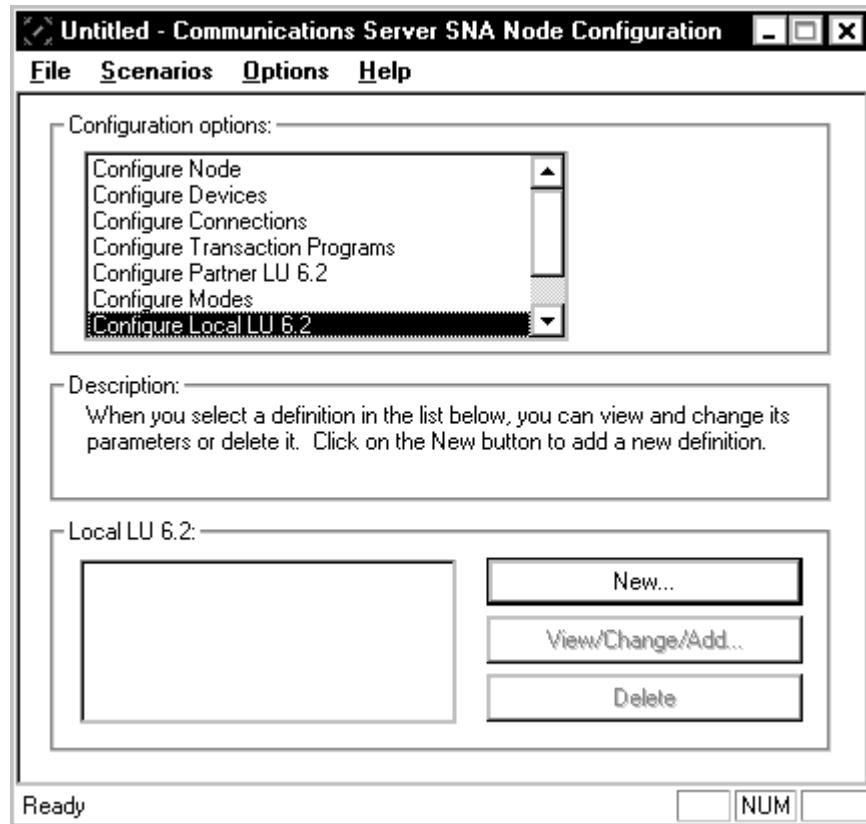 Untitled - Communications Server SNA Node Configuration
File Scenarios Options Help
Configuration options:
Configure Node
Configure Devices
Configure Connections
Configure Transaction Programs
Configure Partner LU 6.2
Configure Modes
Configure Local LU 6.2
Description:
When you select a definition in the list below, you can view and change its
parameters or delete it. Click on the New button to add a new definition.
Local LU 6.2:
New...
View/Change/Add...
Delete
Ready NUM